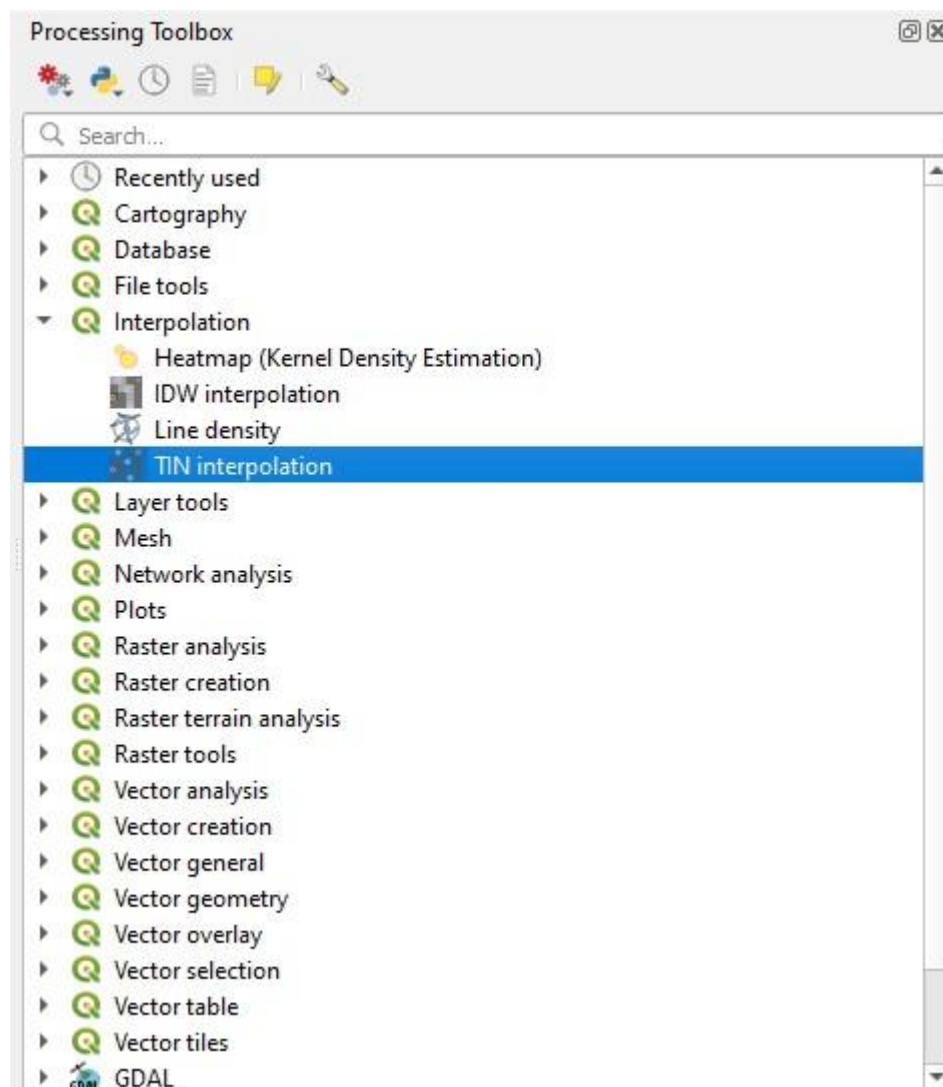 Processing Toolbox
Search...
Recently used
Cartography
Database
File tools
Interpolation
Heatmap (Kernel Density Estimation)
IDW interpolation
Line density
TIN interpolation
Layer tools
Mesh
Network analysis
Plots
Raster analysis
Raster creation
Raster terrain analysis
Raster tools
Vector analysis
Vector creation
Vector general
Vector geometry
Vector overlay
Vector selection
Vector table
Vector tiles
GDAL